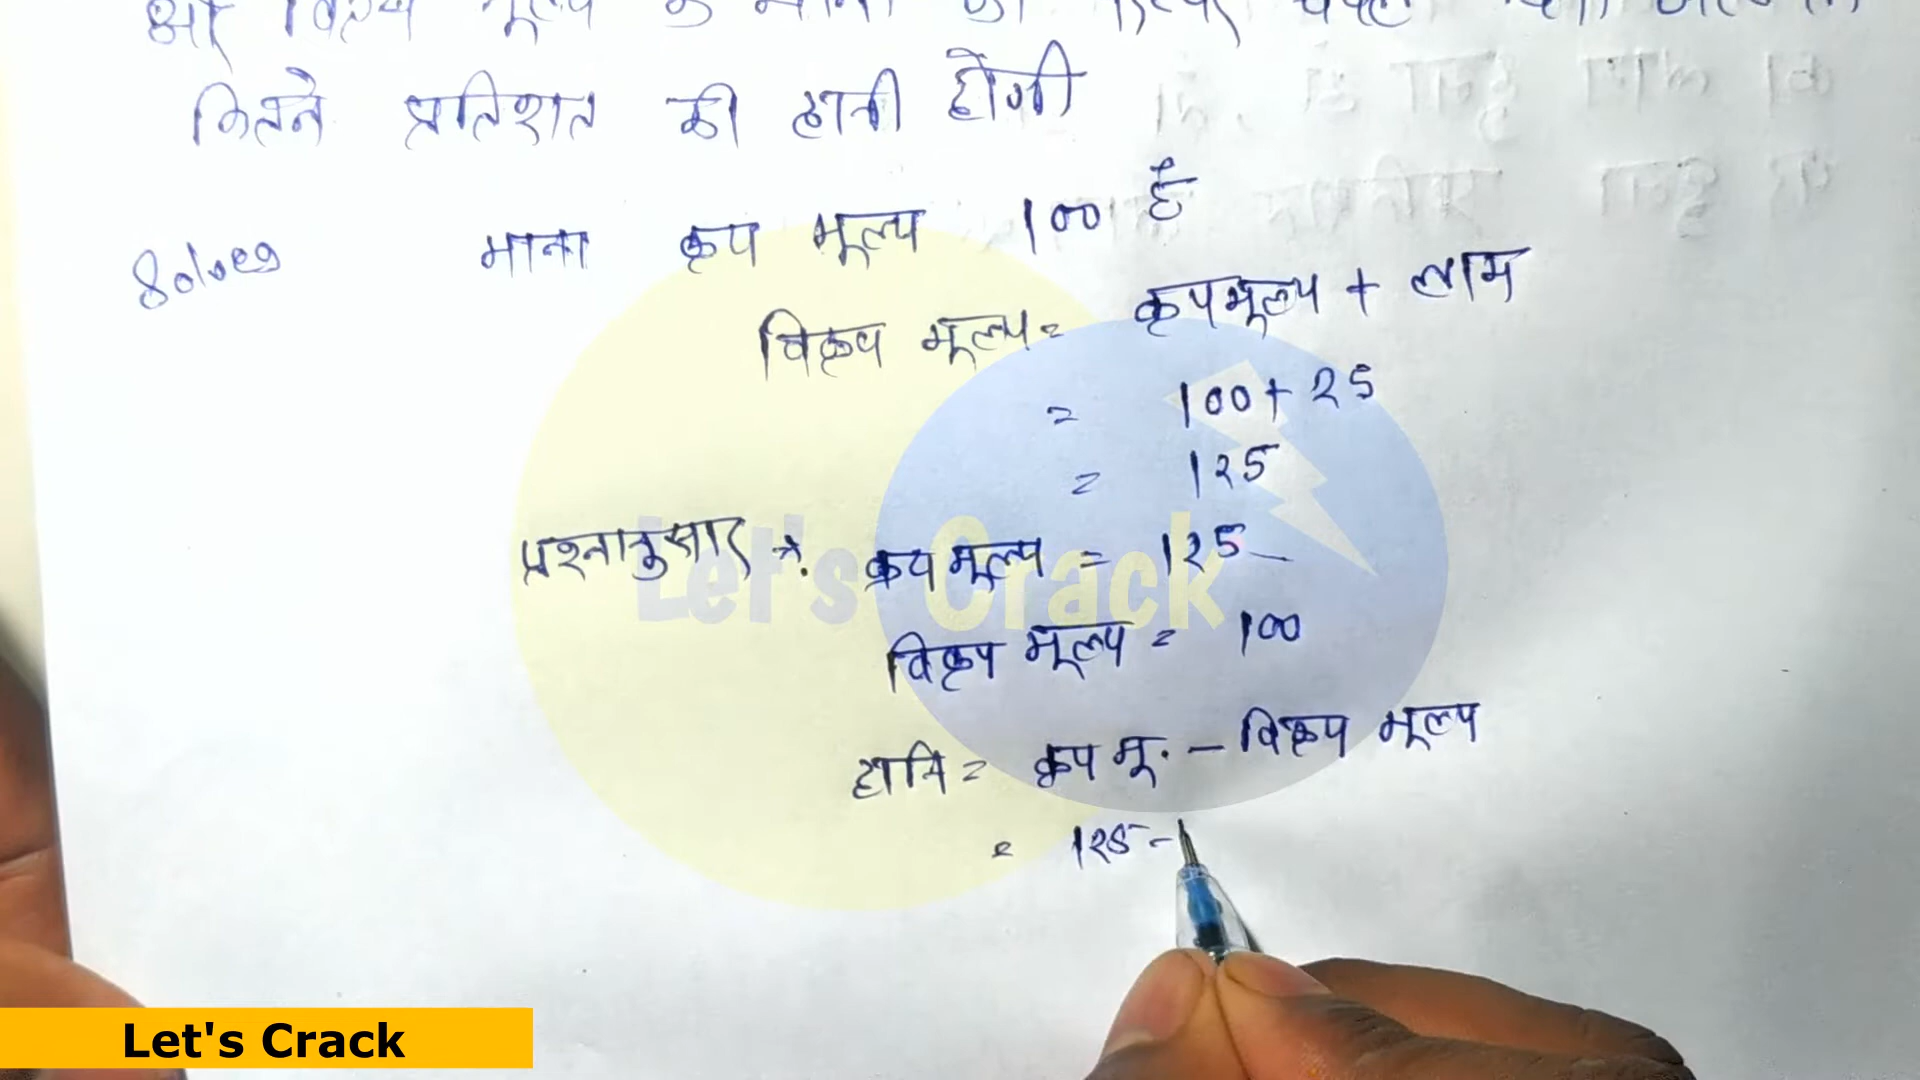 कितने प्रतिशत की हानी होगी
Solve
माना क्रय मूल्य 100 है
विक्रय मूल्य = क्रयमूल्य + लाभ
= 100 + 25
= 125
प्रश्नानुसार क्रय मूल्य = 125
विक्रय मूल्य = 100
हानि = क्रय मू. - विक्रय मूल्य
= 125 -
Let's Crack
Let's Crack